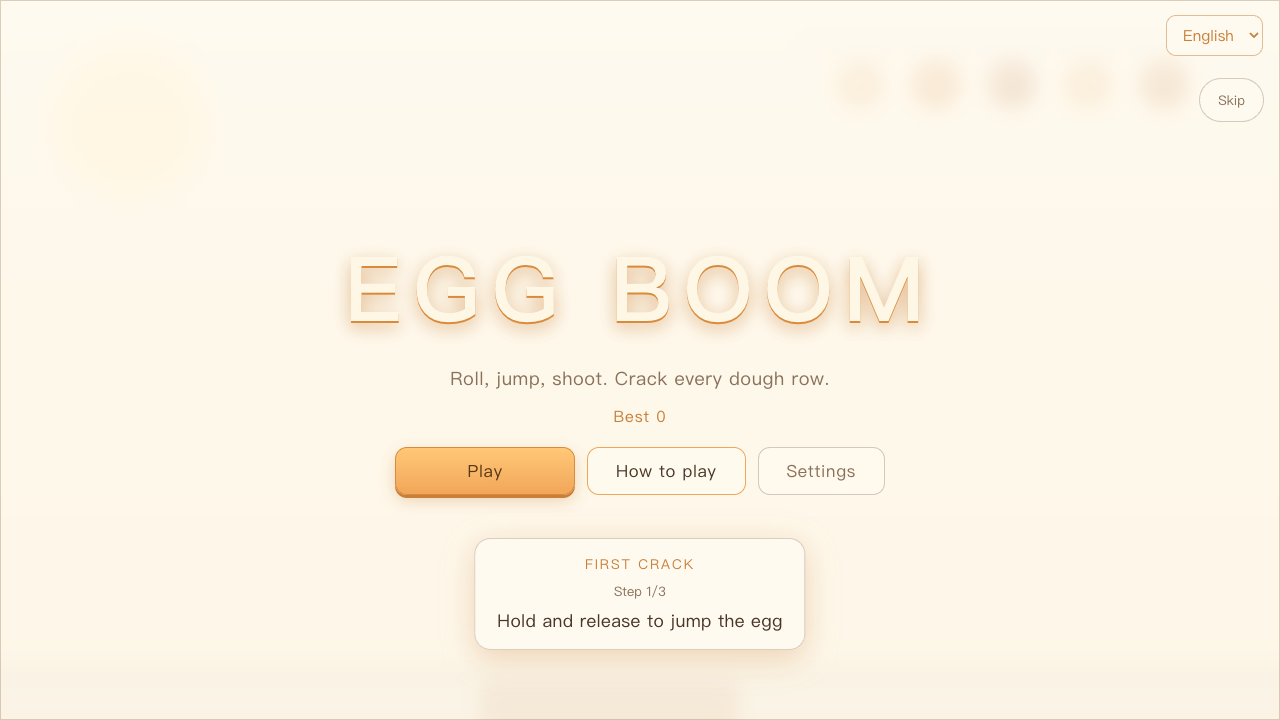 English
Skip
EGG BOOM
Roll, jump, shoot. Crack every dough row.
Best 0
Play
How to play
Settings
FIRST CRACK
Step 1/3
Hold and release to jump the egg